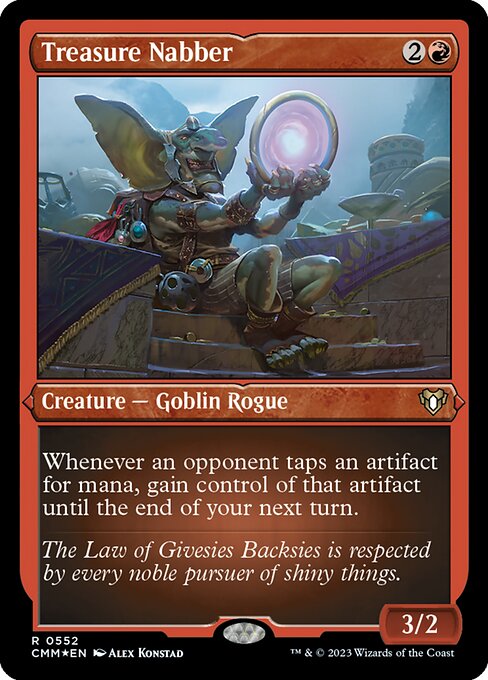 Treasure Nabber 2
Creature — Goblin Rogue
Whenever an opponent taps an artifact
for mana, gain control of that artifact
until the end of your next turn.
The Law of Givesies Backsies is respected
by every noble pursuer of shiny things.
3/2
R 0552
CMM★EN Alex Konstad
™ & © 2023 Wizards of the Coast